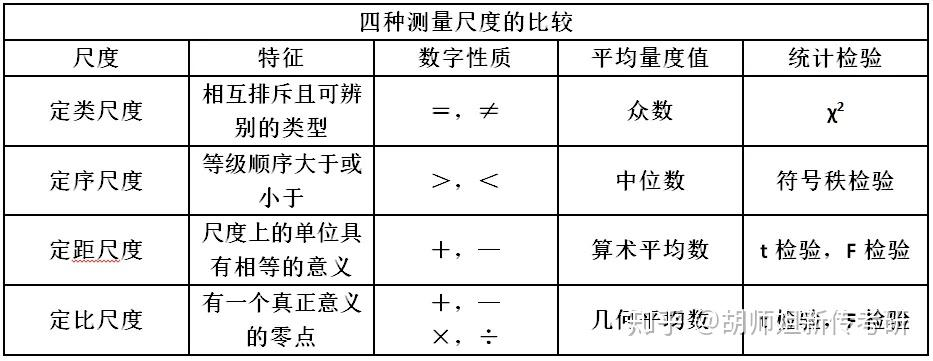 四种测量尺度的比较
尺度 特征 数字性质 平均量度值 统计检验
定类尺度 相互排斥且可辨 =，≠ 众数 χ²
别的类型
定序尺度 等级顺序大于或 >，< 中位数 符号秩检验
小于
定距尺度 尺度上的单位具 +，— 算术平均数 t 检验，F 检验
有相等的意义
定比尺度 有一个真正意义 +，— 几何平均数 t 检验，F 检验
的零点 ×，÷
知乎 @胡师姐新传考研